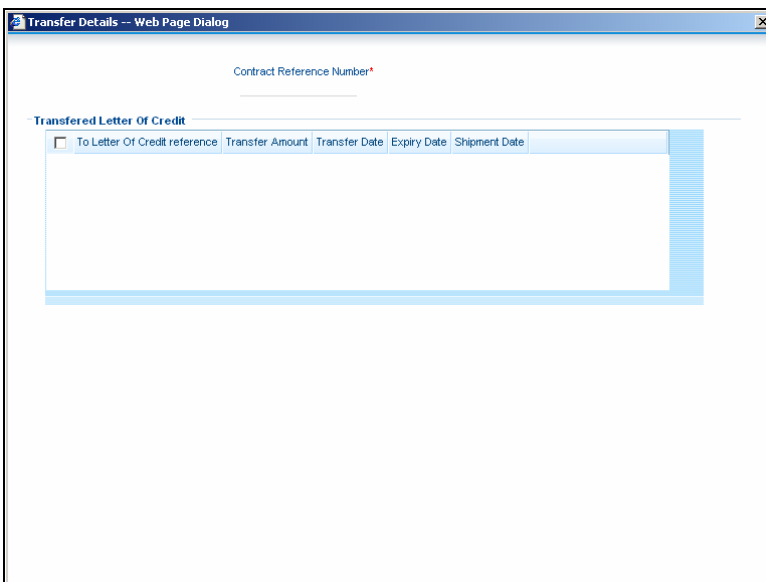 Transfer Details -- Web Page Dialog
Contract Reference Number*
Transfered Letter Of Credit
To Letter Of Credit reference Transfer Amount Transfer Date Expiry Date Shipment Date